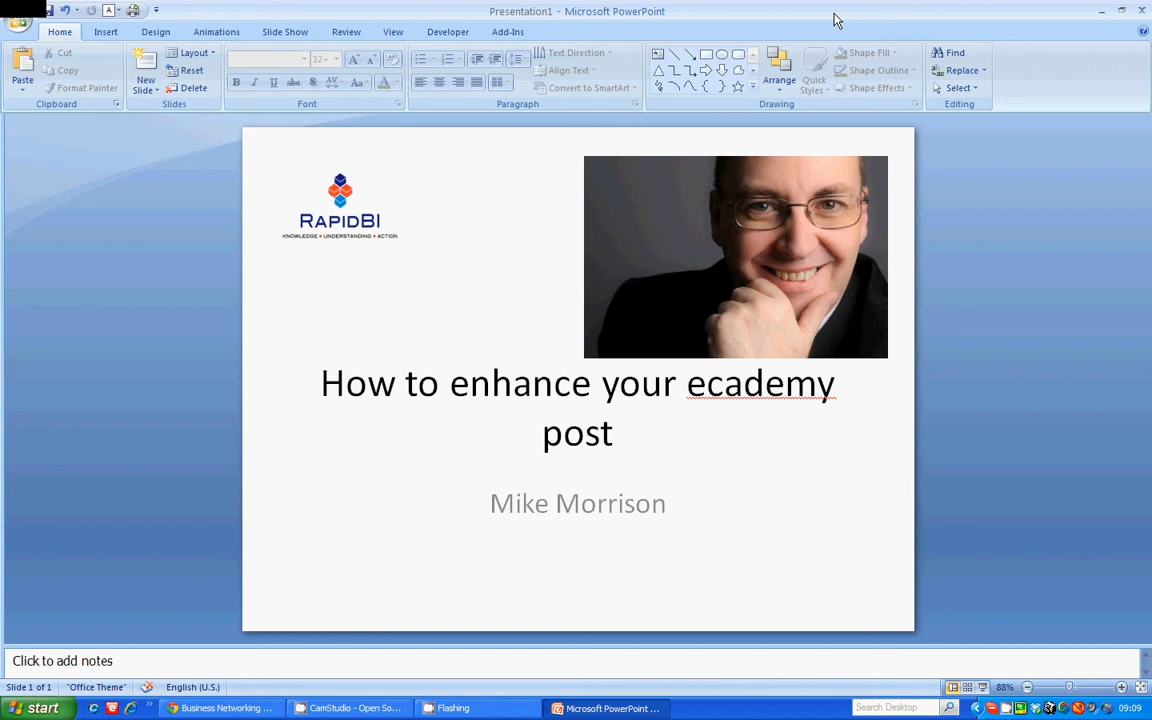 Presentation1 - Microsoft PowerPoint
Home Insert Design Animations Slide Show Review View Developer Add-Ins
Paste
Cut
Copy
Format Painter
Clipboard
New Slide
Layout
Reset
Delete
Slides
32
Font
Text Direction
Align Text
Convert to SmartArt
Paragraph
Arrange
Quick Styles
Shape Fill
Shape Outline
Shape Effects
Drawing
Find
Replace
Select
Editing
RAPIDBI
KNOWLEDGE • UNDERSTANDING • ACTION
How to enhance your ecademy
post
Mike Morrison
Click to add notes
Slide 1 of 1 "Office Theme" English (U.S.) 88%
start Business Networking ... CamStudio - Open So... Flashing Microsoft PowerPoint ... Search Desktop 09:09